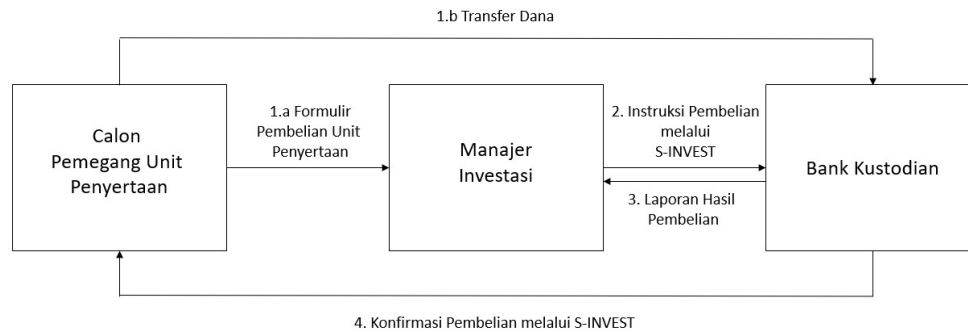 1.b Transfer Dana
Calon
Pemegang Unit
Penyertaan
1.a Formulir
Pembelian Unit
Penyertaan
Manajer
Investasi
2. Instruksi Pembelian
melalui
S-INVEST
3. Laporan Hasil
Pembelian
Bank Kustodian
4. Konfirmasi Pembelian melalui S-INVEST